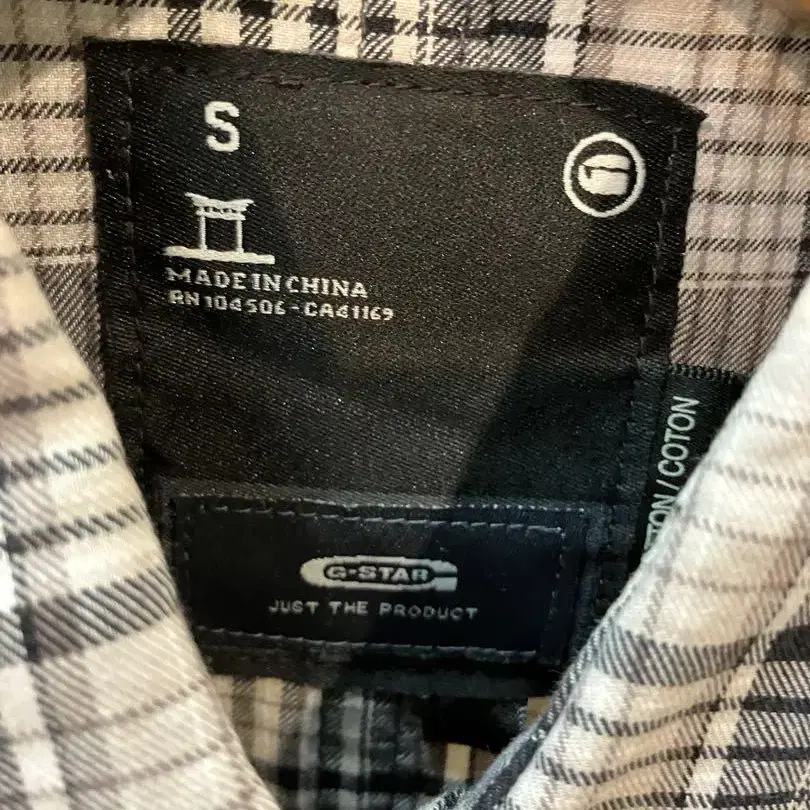 S
MADE IN CHINA
RN 104506 - CA41169
G-STAR
JUST THE PRODUCT
/ COTON